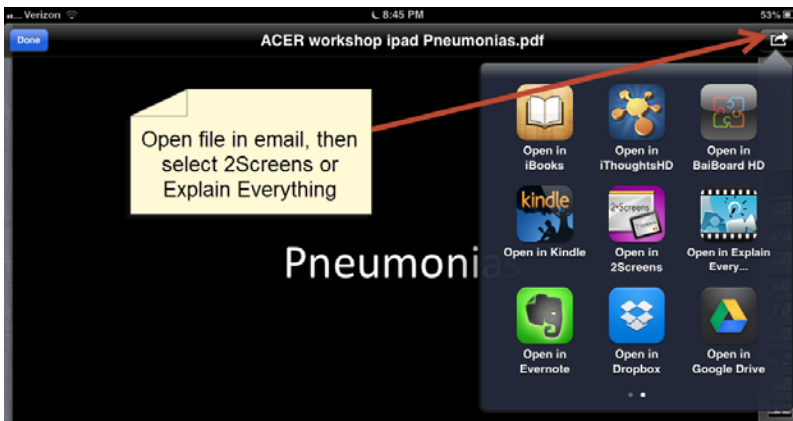 ... Verizon 8:45 PM 53%
Done ACER workshop ipad Pneumonias.pdf
Open file in email, then
select 2Screens or
Explain Everything
Pneumonias
Open in
iBooks
Open in
iThoughtsHD
Open in
BaiBoard HD
kindle
Open in Kindle
2•Screens
Open in
2Screens
Open in Explain
Every...
Open in
Evernote
Open in
Dropbox
Open in
Google Drive